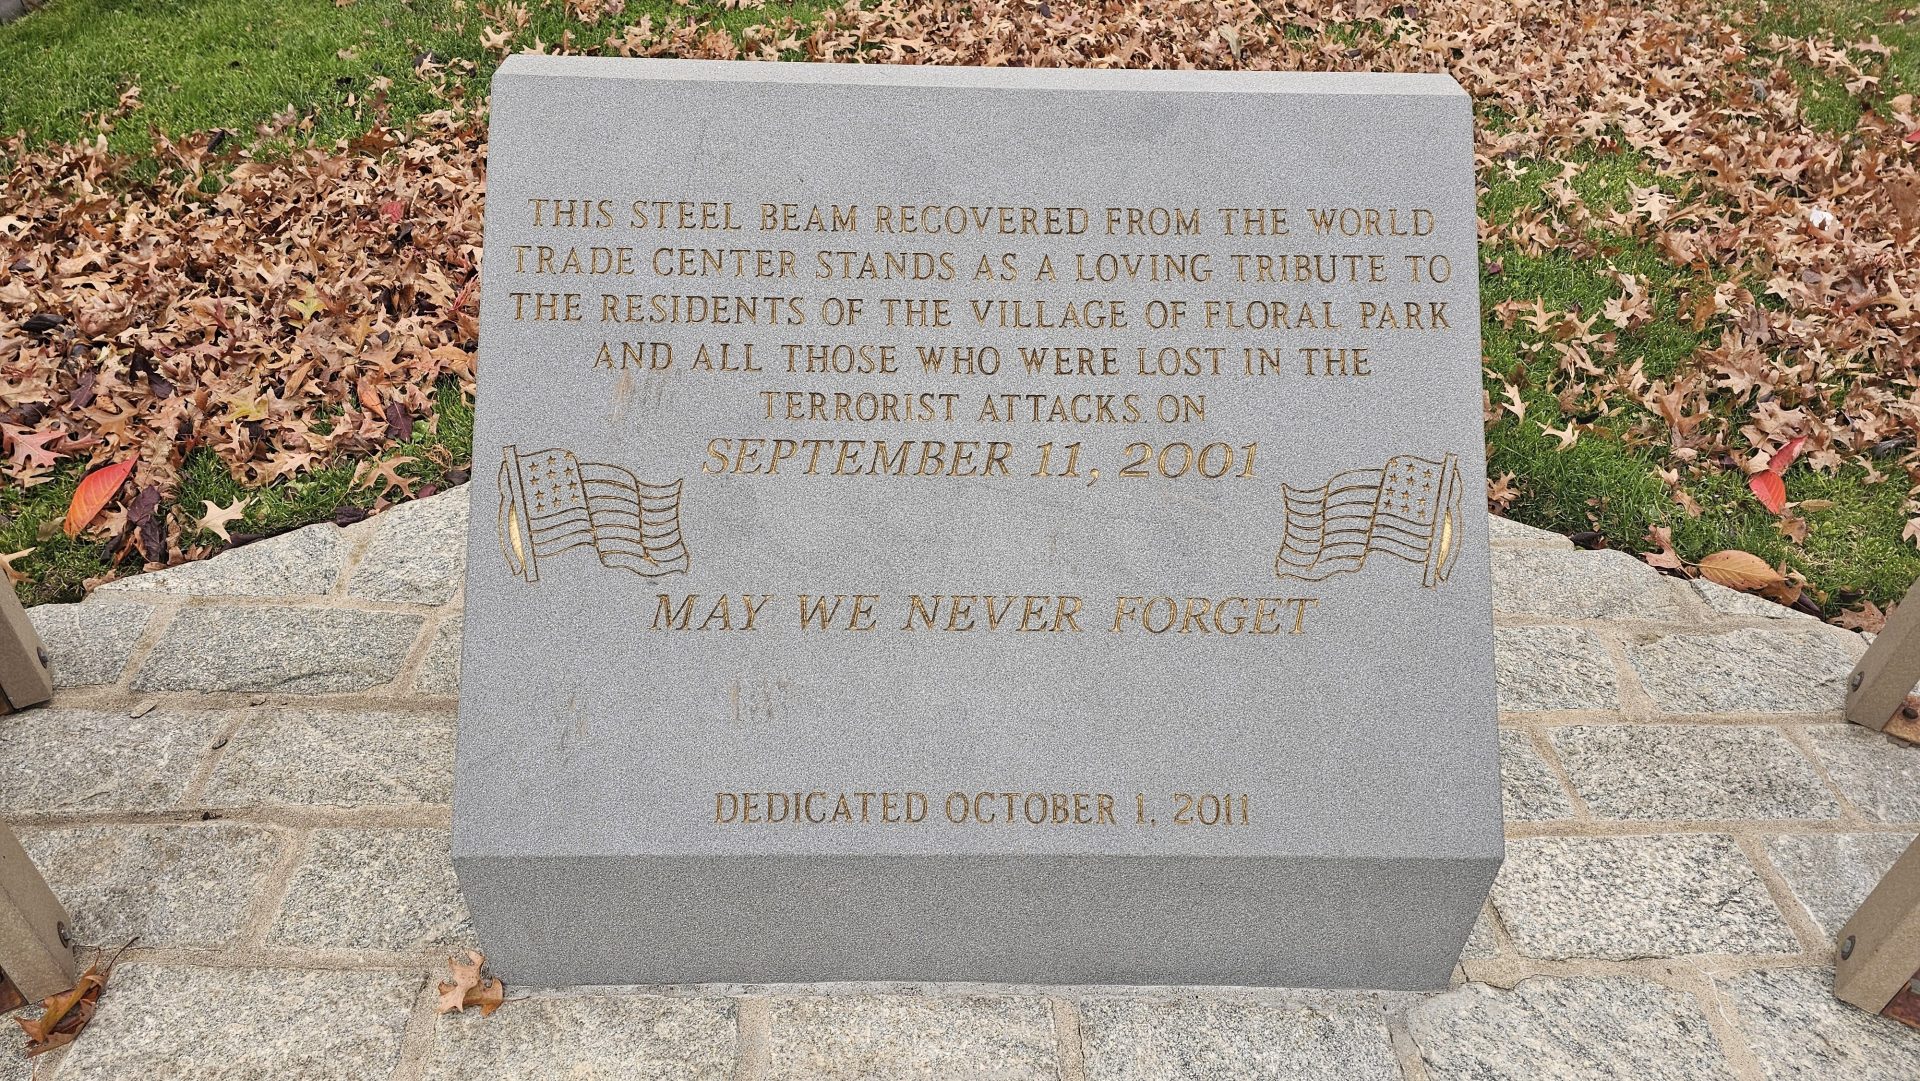 THIS STEEL BEAM RECOVERED FROM THE WORLD
TRADE CENTER STANDS AS A LOVING TRIBUTE TO
THE RESIDENTS OF THE VILLAGE OF FLORAL PARK
AND ALL THOSE WHO WERE LOST IN THE
TERRORIST ATTACKS ON
SEPTEMBER 11, 2001
MAY WE NEVER FORGET
DEDICATED OCTOBER 1, 2011